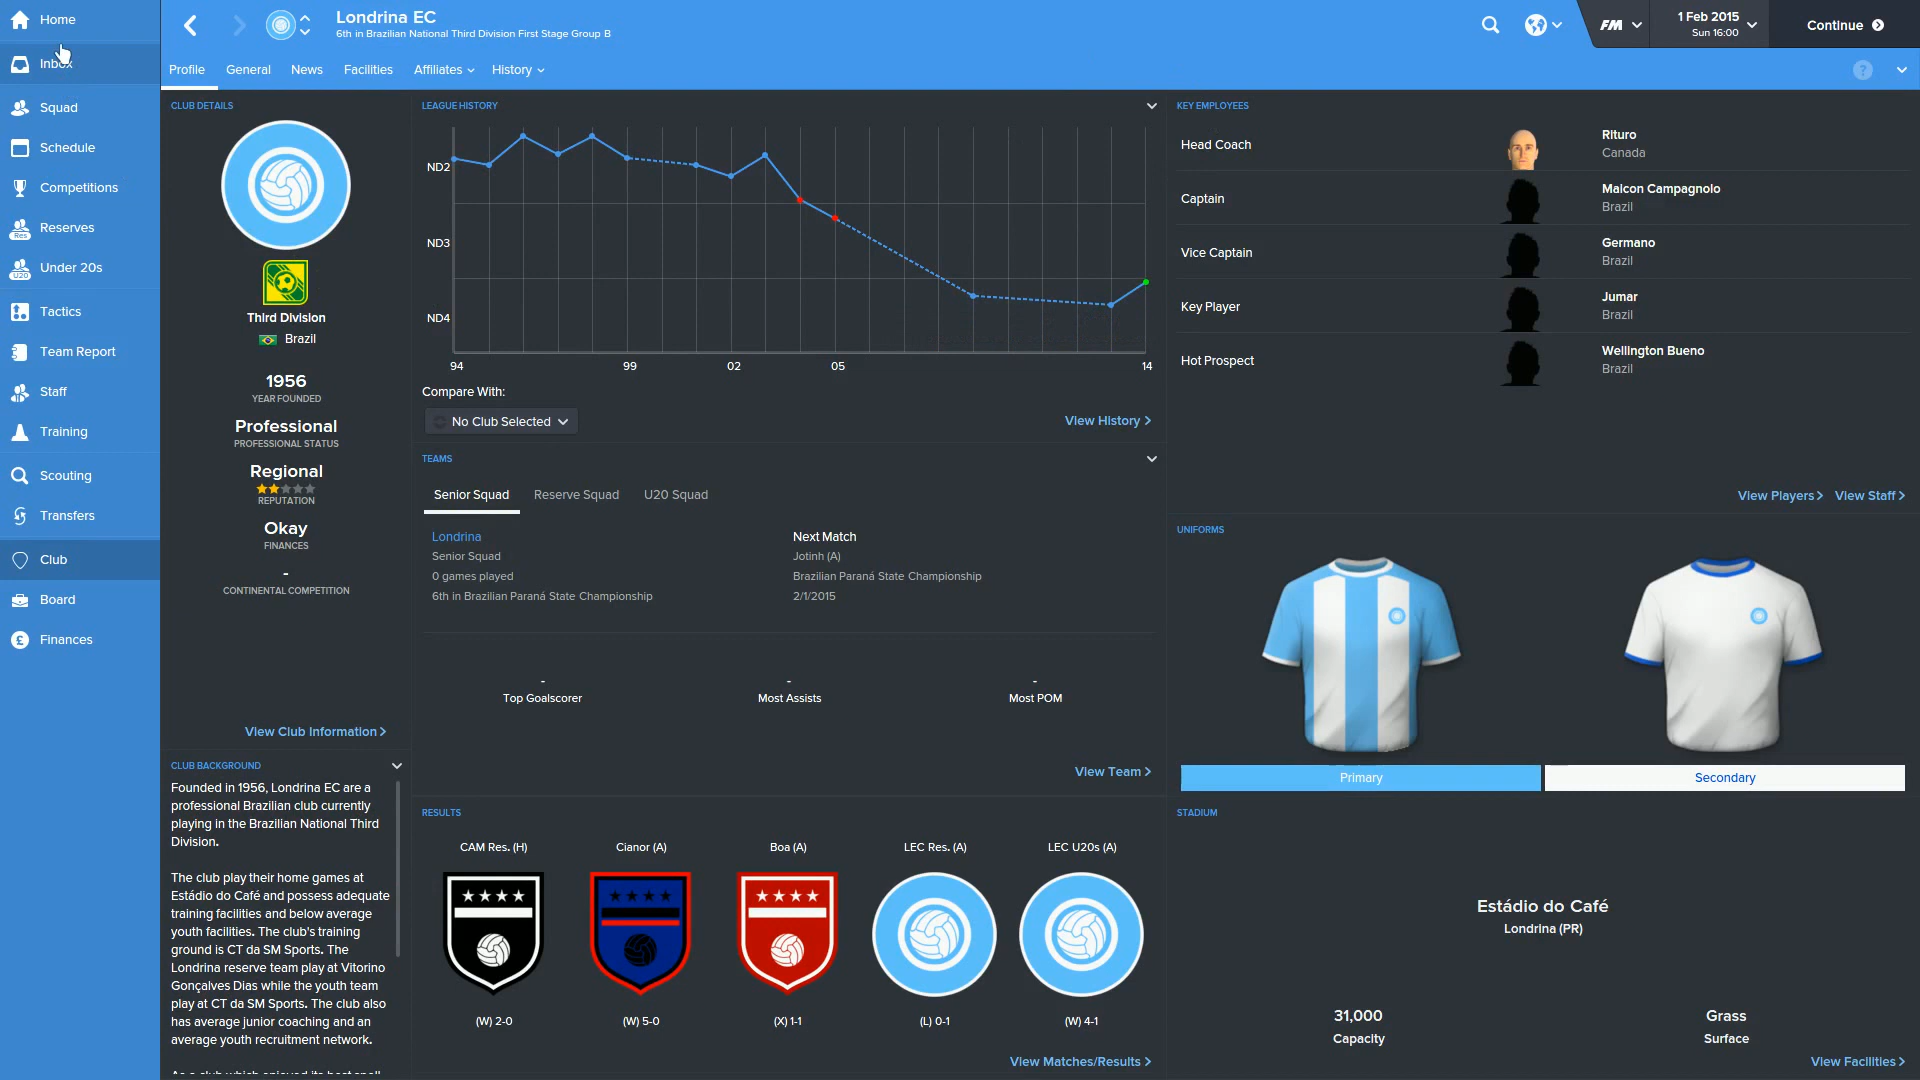 Home
Inbox
Squad
Schedule
Competitions
Res
Reserves
U20
Under 20s
Tactics
Team Report
Staff
Training
Scouting
Transfers
Club
Board
£ Finances
Londrina EC
6th in Brazilian National Third Division First Stage Group B
FM
1 Feb 2015
Sun 16:00
Continue
Profile General News Facilities Affiliates History
?
CLUB DETAILS
Third Division
Brazil
1956
YEAR FOUNDED
Professional
PROFESSIONAL STATUS
Regional
REPUTATION
Okay
FINANCES
-
CONTINENTAL COMPETITION
View Club Information >
CLUB BACKGROUND
Founded in 1956, Londrina EC are a
professional Brazilian club currently
playing in the Brazilian National Third
Division.
The club play their home games at
Estádio do Café and possess adequate
training facilities and below average
youth facilities. The club's training
ground is CT da SM Sports. The
Londrina reserve team play at Vitorino
Gonçalves Dias while the youth team
play at CT da SM Sports. The club also
has average junior coaching and an
average youth recruitment network.
LEAGUE HISTORY
ND2
ND3
ND4
94 99 02 05 14
Compare With:
No Club Selected
View History >
TEAMS
Senior Squad Reserve Squad U20 Squad
Londrina
Senior Squad
0 games played
6th in Brazilian Paraná State Championship
Next Match
Jotinh (A)
Brazilian Paraná State Championship
2/1/2015
- - -
Top Goalscorer Most Assists Most POM
View Team >
RESULTS
CAM Res. (H) Cianor (A) Boa (A) LEC Res. (A) LEC U20s (A)
(W) 2-0 (W) 5-0 (X) 1-1 (L) 0-1 (W) 4-1
View Matches/Results >
KEY EMPLOYEES
Head Coach
Rituro
Canada
Captain
Maicon Campagnolo
Brazil
Vice Captain
Germano
Brazil
Key Player
Jumar
Brazil
Hot Prospect
Wellington Bueno
Brazil
View Players > View Staff >
UNIFORMS
Primary Secondary
STADIUM
Estádio do Café
Londrina (PR)
31,000
Capacity
Grass
Surface
View Facilities >